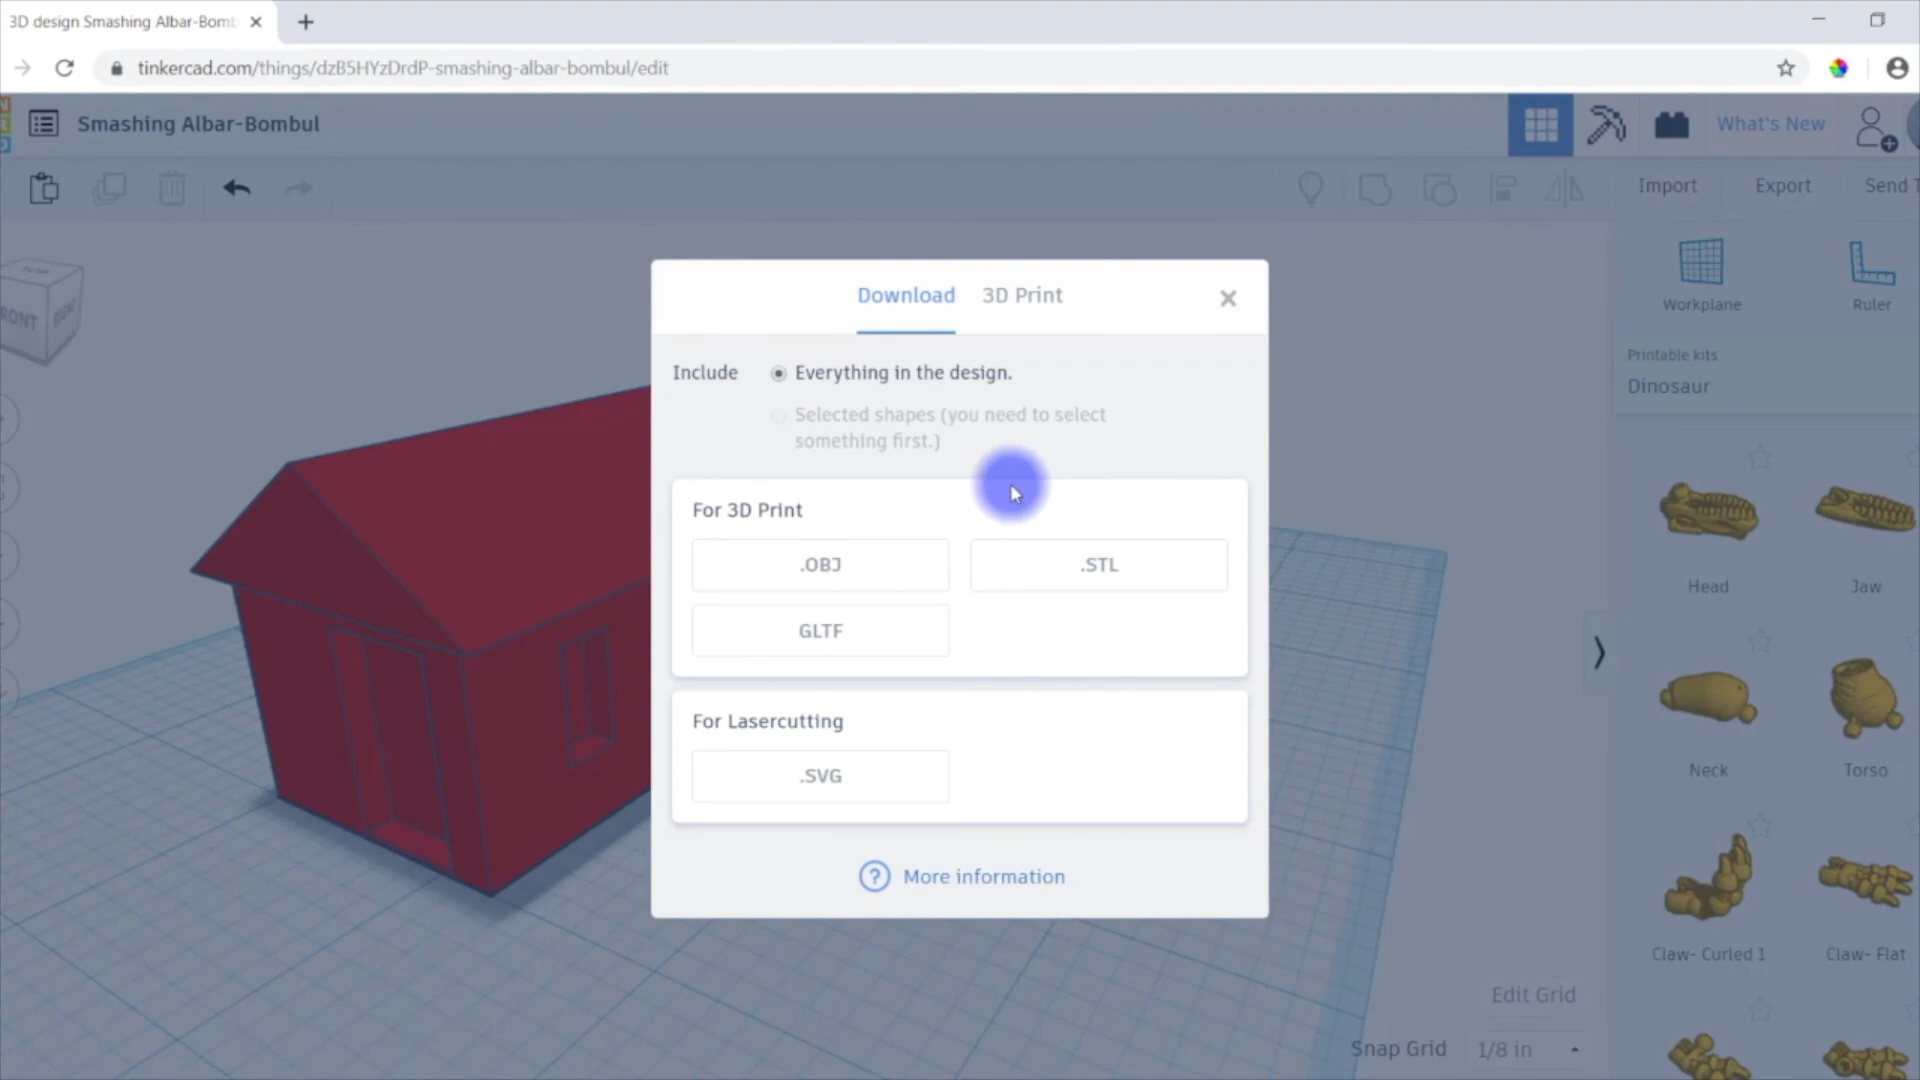 3D design Smashing Albar-Bomb
tinkercad.com/things/dzB5HYzDrdP-smashing-albar-bombul/edit
Smashing Albar-Bombul
What's New
Import
Export
Send T
Workplane
Ruler
Printable kits
Dinosaur
Download
3D Print
Include
Everything in the design.
Selected shapes (you need to select
something first.)
For 3D Print
.OBJ
.STL
GLTF
For Lasercutting
.SVG
? More information
TOP
RONT
Head
Jaw
Neck
Torso
Claw- Curled 1
Claw- Flat
Edit Grid
Snap Grid
1/8 in